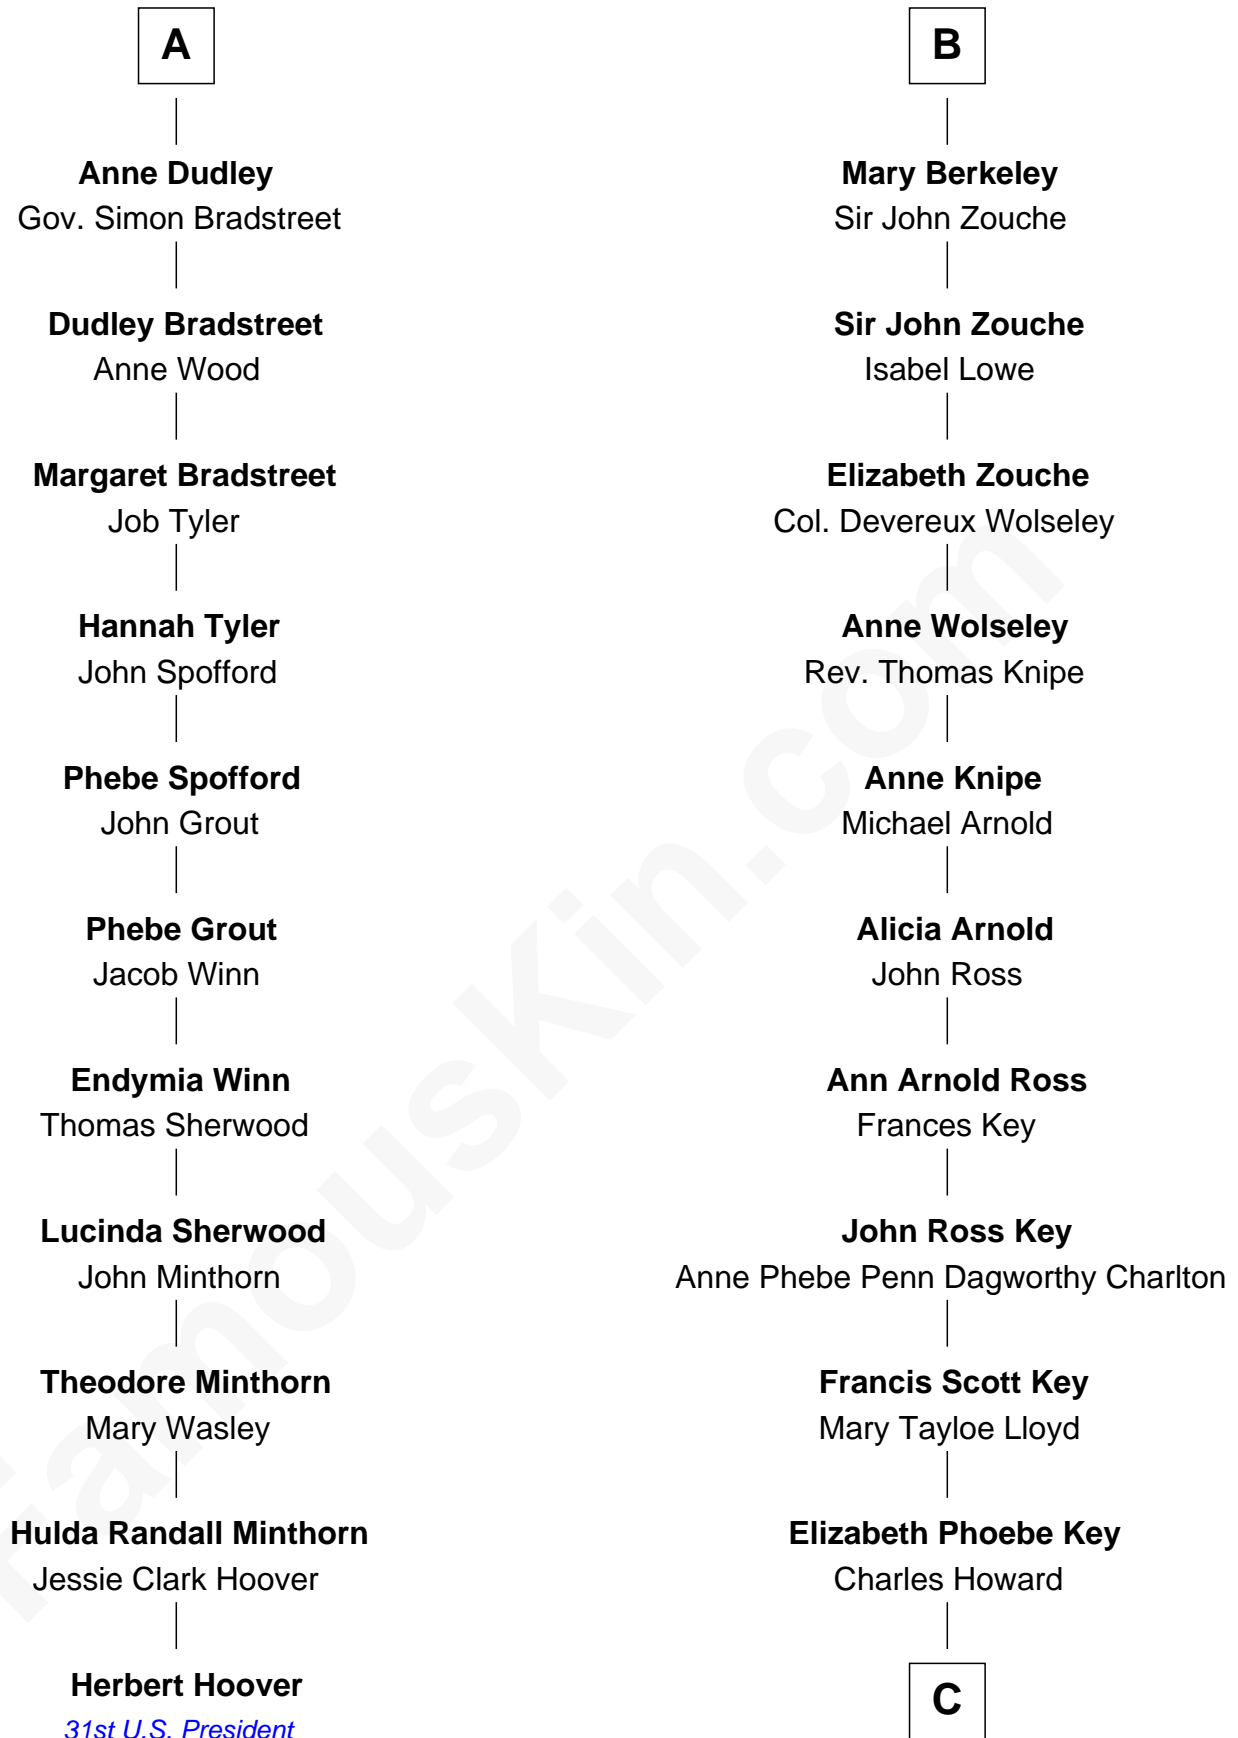 A
Anne Dudley
Gov. Simon Bradstreet
Dudley Bradstreet
Anne Wood
Margaret Bradstreet
Job Tyler
Hannah Tyler
John Spofford
Phebe Spofford
John Grout
Phebe Grout
Jacob Winn
Endymia Winn
Thomas Sherwood
Lucinda Sherwood
John Minthorn
Theodore Minthorn
Mary Wasley
Hulda Randall Minthorn
Jessie Clark Hoover
Herbert Hoover
31st U.S. President
B
Mary Berkeley
Sir John Zouche
Sir John Zouche
Isabel Lowe
Elizabeth Zouche
Col. Devereux Wolseley
Anne Wolseley
Rev. Thomas Knipe
Anne Knipe
Michael Arnold
Alicia Arnold
John Ross
Ann Arnold Ross
Frances Key
John Ross Key
Anne Phebe Penn Dagworthy Charlton
Francis Scott Key
Mary Tayloe Lloyd
Elizabeth Phoebe Key
Charles Howard
C
famouskin.com